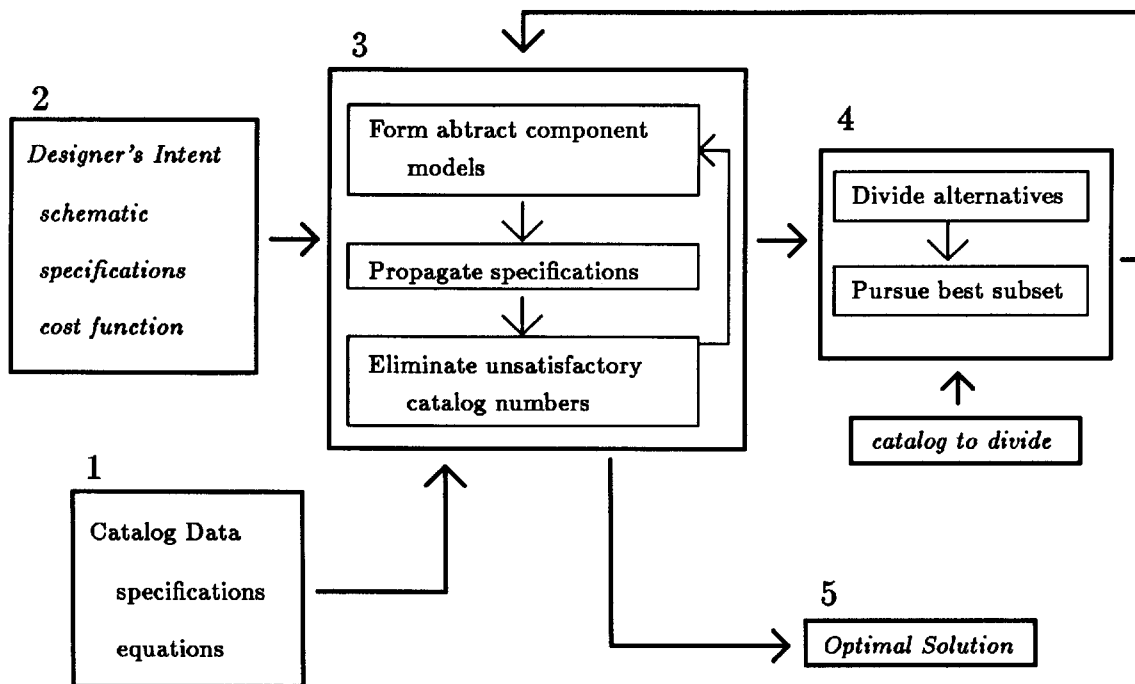 3
2
Designer's Intent
schematic
specifications
cost function
Form abtract component
models
Propagate specifications
Eliminate unsatisfactory
catalog numbers
4
Divide alternatives
Pursue best subset
catalog to divide
1
Catalog Data
specifications
equations
5
Optimal Solution